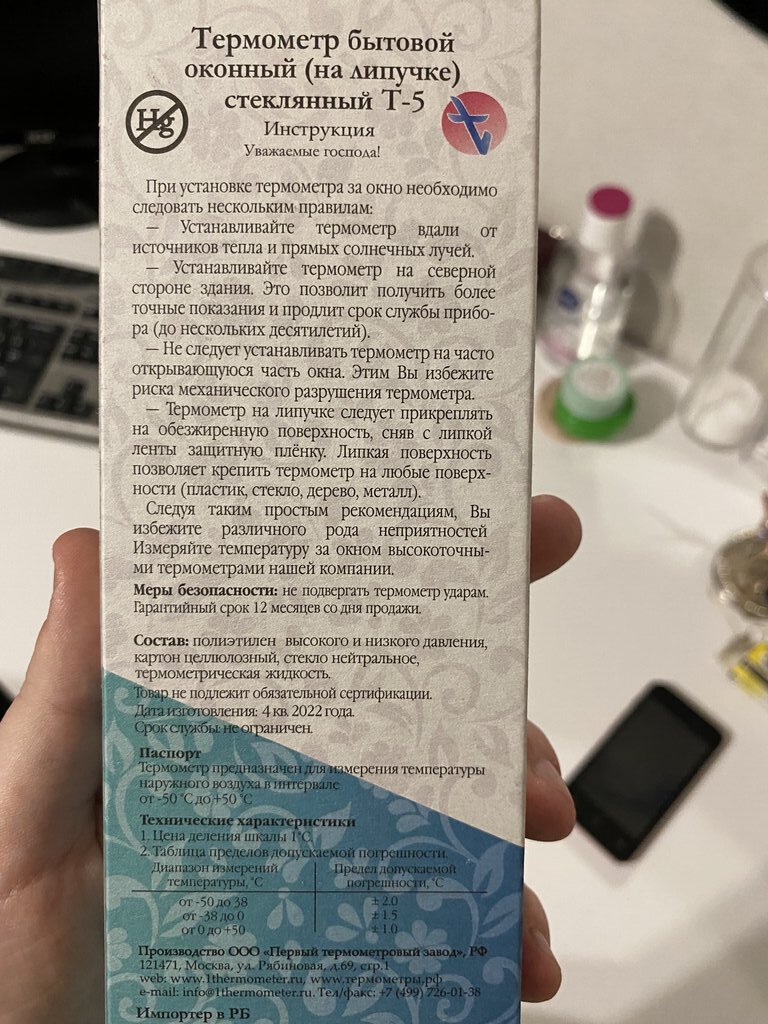 Термометр бытовой
оконный (на липучке)
стеклянный Т-5
Hg
Инструкция
Уважаемые господа!
При установке термометра за окно необходимо
следовать нескольким правилам:
— Устанавливайте термометр вдали от
источников тепла и прямых солнечных лучей.
— Устанавливайте термометр на северной
стороне здания. Это позволит получить более
точные показания и продлит срок службы прибо-
ра (до нескольких десятилетий).
— Не следует устанавливать термометр на часто
открывающуюся часть окна. Этим Вы избежите
риска механического разрушения термометра.
— Термометр на липучке следует прикреплять
на обезжиренную поверхность, сняв с липкой
ленты защитную плёнку. Липкая поверхность
позволяет крепить термометр на любые поверх-
ности (пластик, стекло, дерево, металл).
Следуя таким простым рекомендациям, Вы
избежите различного рода неприятностей
Измеряйте температуру за окном высокоточны-
ми термометрами нашей компании.
Меры безопасности: не подвергать термометр ударам.
Гарантийный срок 12 месяцев со дня продажи.
Состав: полиэтилен высокого и низкого давления,
картон целлюлозный, стекло нейтральное,
термометрическая жидкость.
Товар не подлежит обязательной сертификации.
Дата изготовления: 4 кв. 2022 года.
Срок службы: не ограничен.
Паспорт
Термометр предназначен для измерения температуры
наружного воздуха в интервале
от -50 °С до +50 °С
Технические характеристики
1. Цена деления шкалы 1°С.
2. Таблица пределов допускаемой погрешности.
Диапазон измерений Предел допускаемой
температуры, °С погрешности, °С
от -50 до 38 ± 2.0
от -38 до 0 ± 1.5
от 0 до +50 ± 1.0
Производство ООО «Первый термометровый завод», РФ
121471, Москва, ул. Рябиновая, д.69, стр.1
web: www.1thermometer.ru, www.термометры.рф
e-mail: info@1thermometer.ru. Тел/факс: +7 (499) 726-01-38
Импортер в РБ